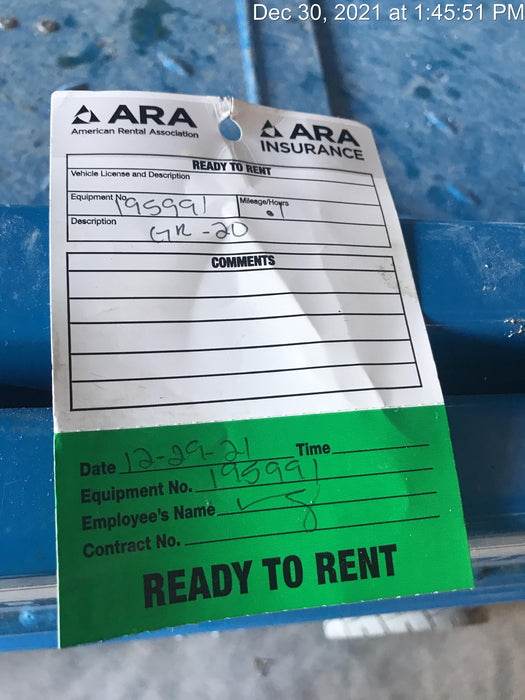 Dec 30, 2021 at 1:45:51 PM
ARA
American Rental Association
ARA
INSURANCE
READY TO RENT
Vehicle License and Description
Equipment No. 195991 Mileage/Hours .1
Description GR-20
COMMENTS
Date 12-29-21 Time
Equipment No. 195991
Employee's Name
Contract No.
READY TO RENT